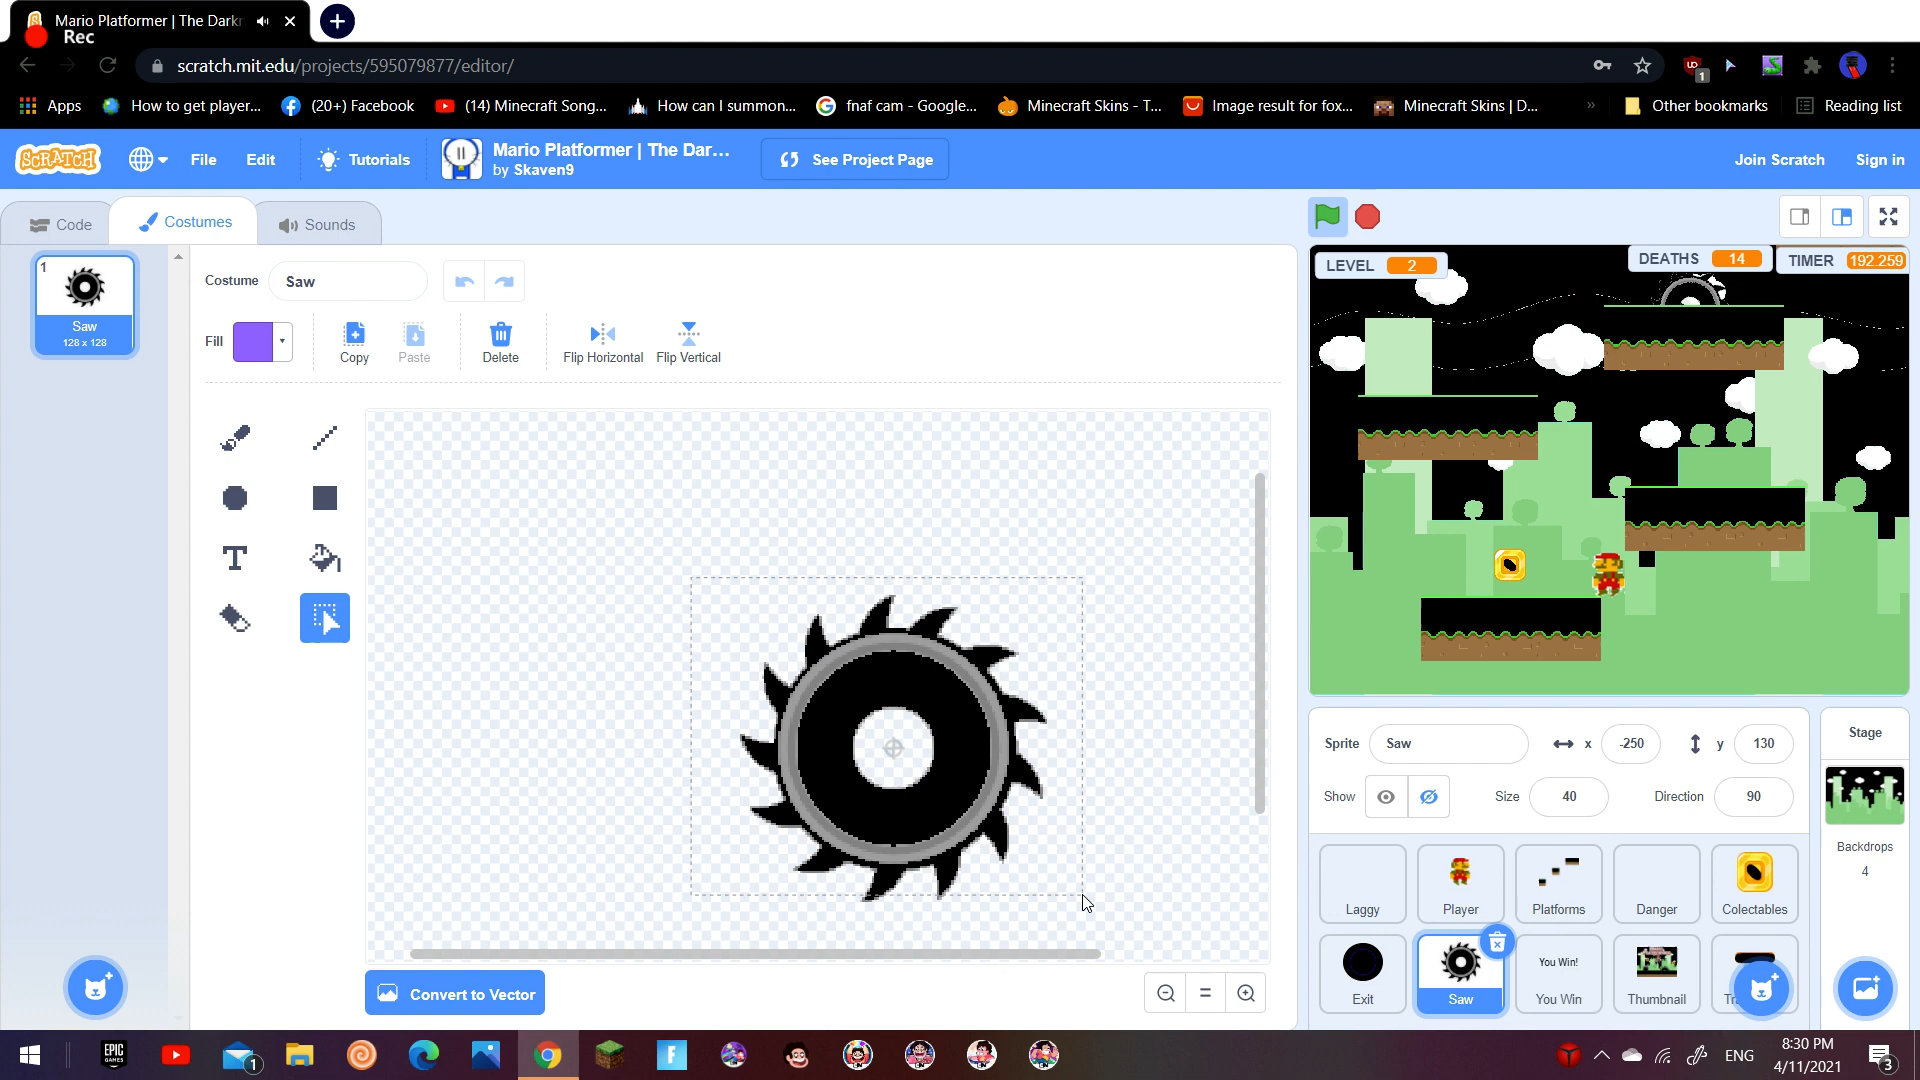 Mario Platformer | The Dark
Rec
scratch.mit.edu/projects/595079877/editor/
1
Apps
How to get player...
(20+) Facebook
(14) Minecraft Song...
How can I summon...
fnaf cam - Google...
Minecraft Skins - T...
Image result for fox...
Minecraft Skins | D...
»
Other bookmarks
Reading list
SCRATCH
File
Edit
Tutorials
Mario Platformer | The Dar...
by Skaven9
See Project Page
Join Scratch
Sign in
Code
Costumes
Sounds
LEVEL 2
DEATHS 14
TIMER 192.259
1
Saw
128 x 128
Costume
Saw
Fill
Copy
Paste
Delete
Flip Horizontal
Flip Vertical
T
Convert to Vector
Sprite
Saw
x
-250
y
130
Show
Size
40
Direction
90
Stage
Backdrops
4
Laggy
Player
Platforms
Danger
Colectables
Exit
Saw
You Win!
You Win
Thumbnail
EPIC
GAMES
1
ENG
8:30 PM
4/11/2021
3